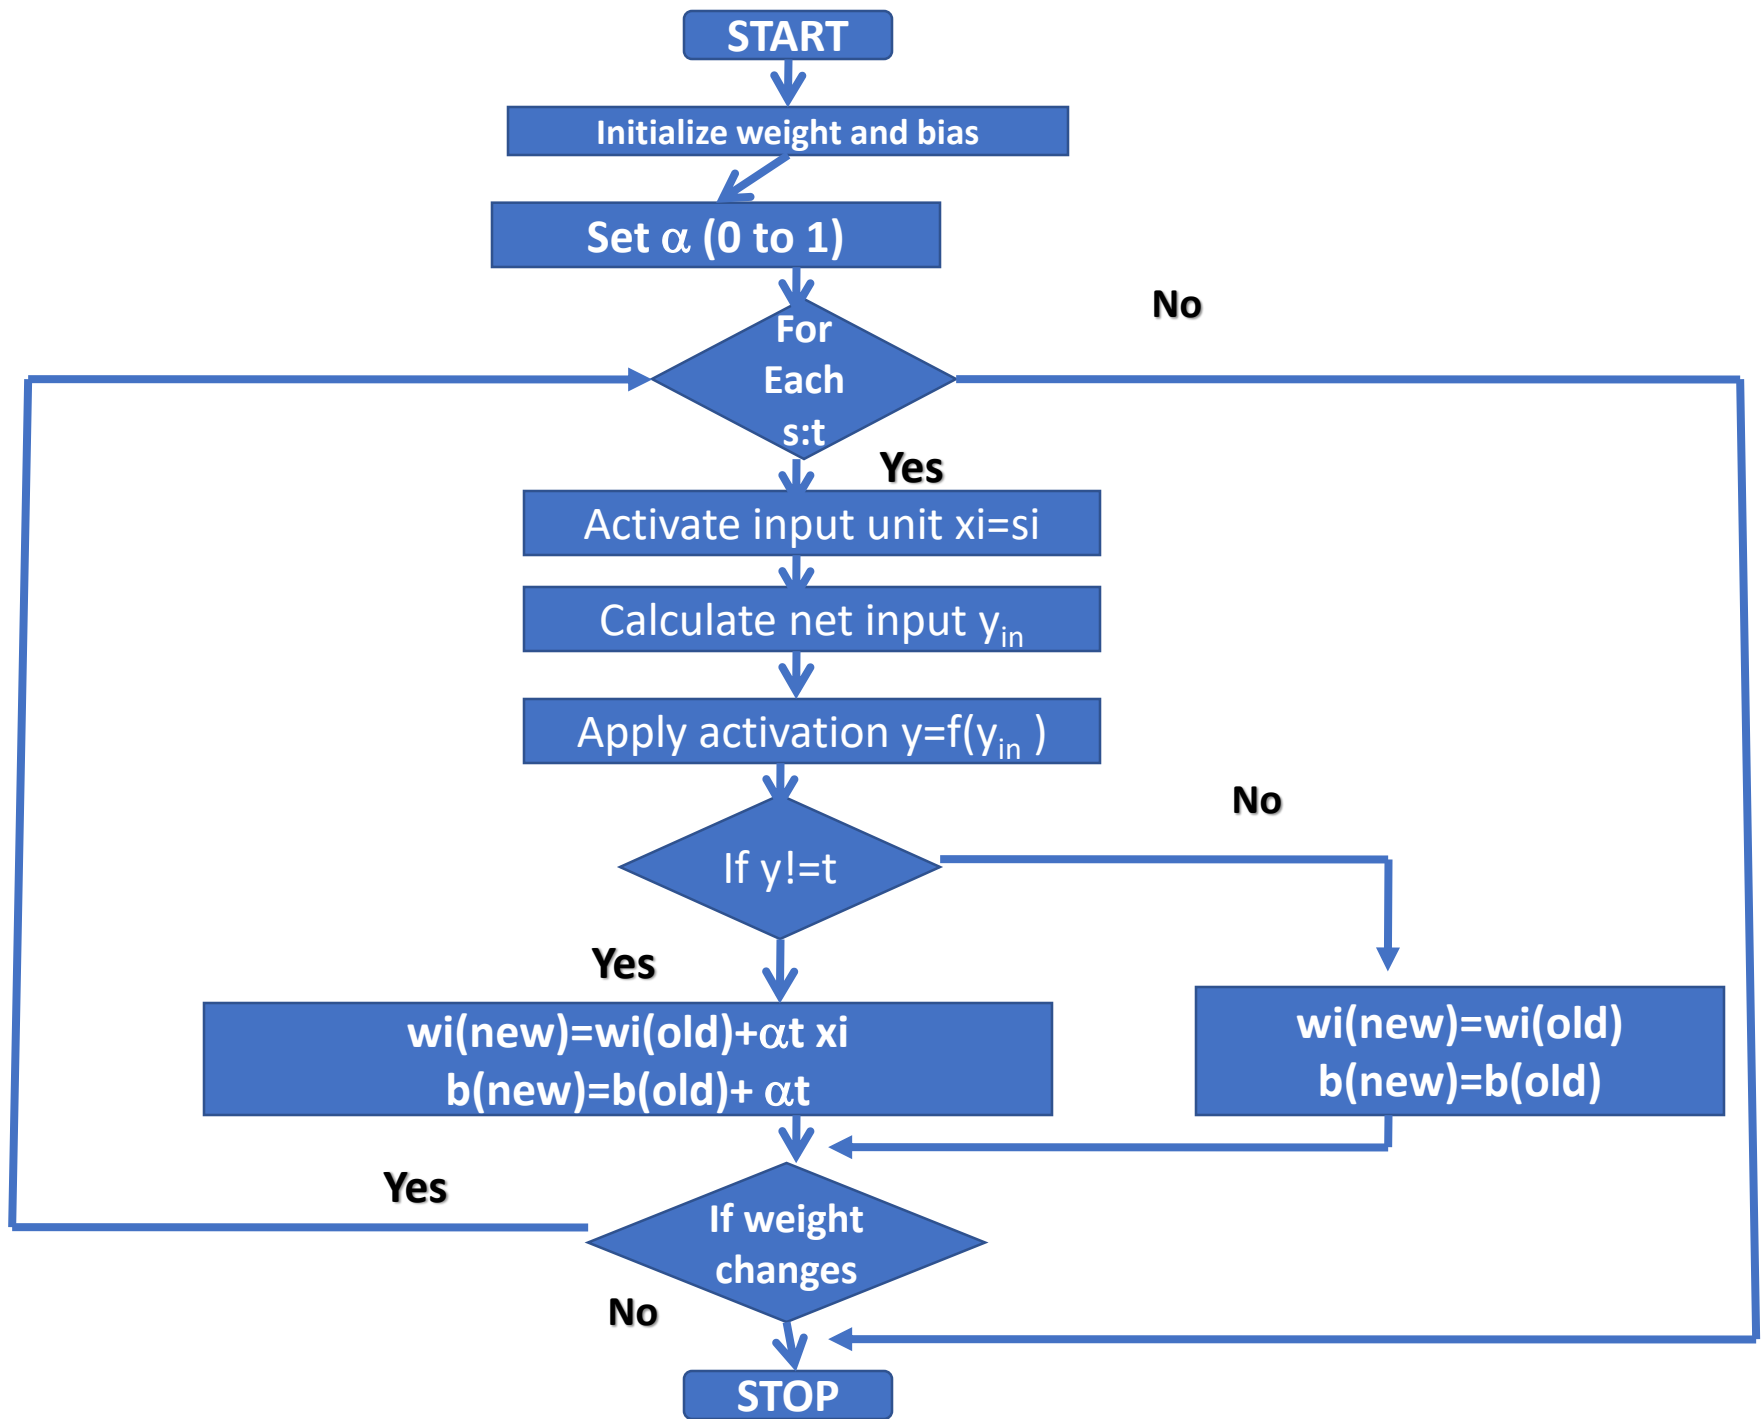 START
Initialize weight and bias
Set α (0 to 1)
No
For
Each
s:t
Yes
Activate input unit xi=si
Calculate net input yin
Apply activation y=f(yin )
No
If y!=t
Yes
wi(new)=wi(old)+αt xi
b(new)=b(old)+ αt
wi(new)=wi(old)
b(new)=b(old)
Yes
If weight
changes
No
STOP